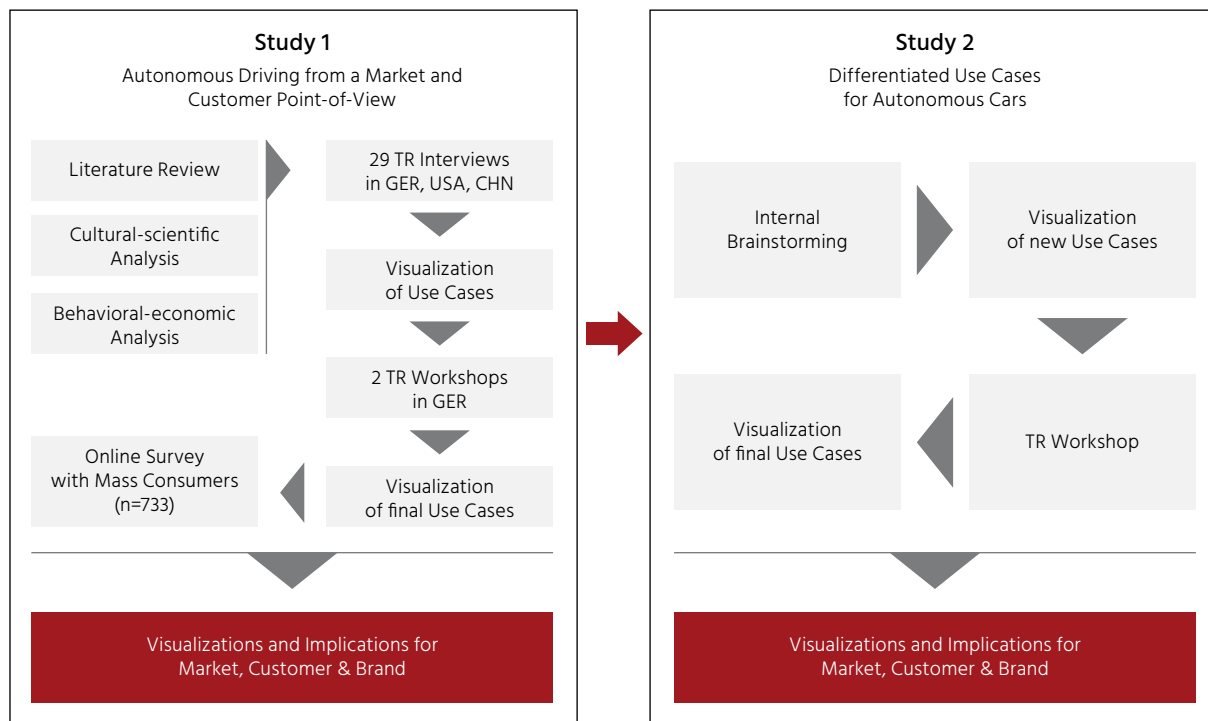 Study 1
Autonomous Driving from a Market and
Customer Point-of-View
Literature Review
Cultural-scientific
Analysis
Behavioral-economic
Analysis
29 TR Interviews
in GER, USA, CHN
Visualization
of Use Cases
2 TR Workshops
in GER
Visualization
of final Use Cases
Online Survey
with Mass Consumers
(n=733)
Visualizations and Implications for
Market, Customer & Brand
Study 2
Differentiated Use Cases
for Autonomous Cars
Internal
Brainstorming
Visualization
of new Use Cases
TR Workshop
Visualization
of final Use Cases
Visualizations and Implications for
Market, Customer & Brand